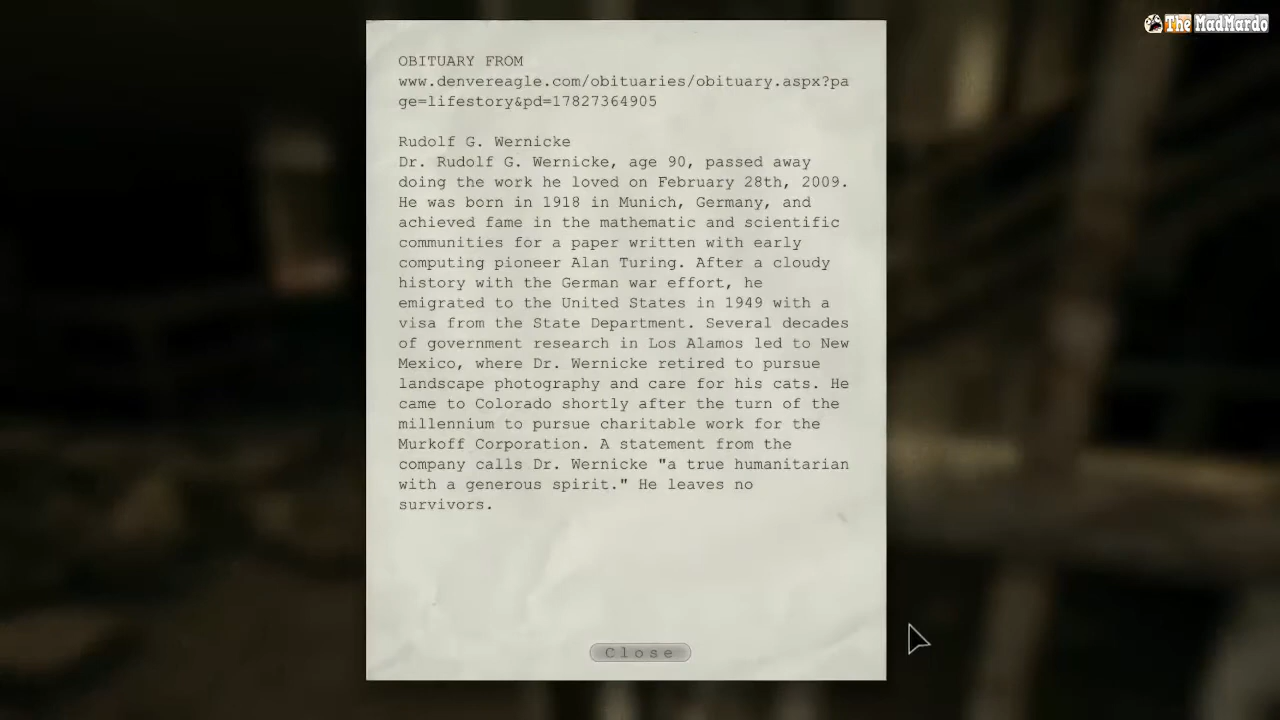 The MadMardo
OBITUARY FROM
www.denvereagle.com/obituaries/obituary.aspx?pa
ge=lifestory&pd=17827364905
Rudolf G. Wernicke
Dr. Rudolf G. Wernicke, age 90, passed away
doing the work he loved on February 28th, 2009.
He was born in 1918 in Munich, Germany, and
achieved fame in the mathematic and scientific
communities for a paper written with early
computing pioneer Alan Turing. After a cloudy
history with the German war effort, he
emigrated to the United States in 1949 with a
visa from the State Department. Several decades
of government research in Los Alamos led to New
Mexico, where Dr. Wernicke retired to pursue
landscape photography and care for his cats. He
came to Colorado shortly after the turn of the
millennium to pursue charitable work for the
Murkoff Corporation. A statement from the
company calls Dr. Wernicke "a true humanitarian
with a generous spirit." He leaves no
survivors.
Close